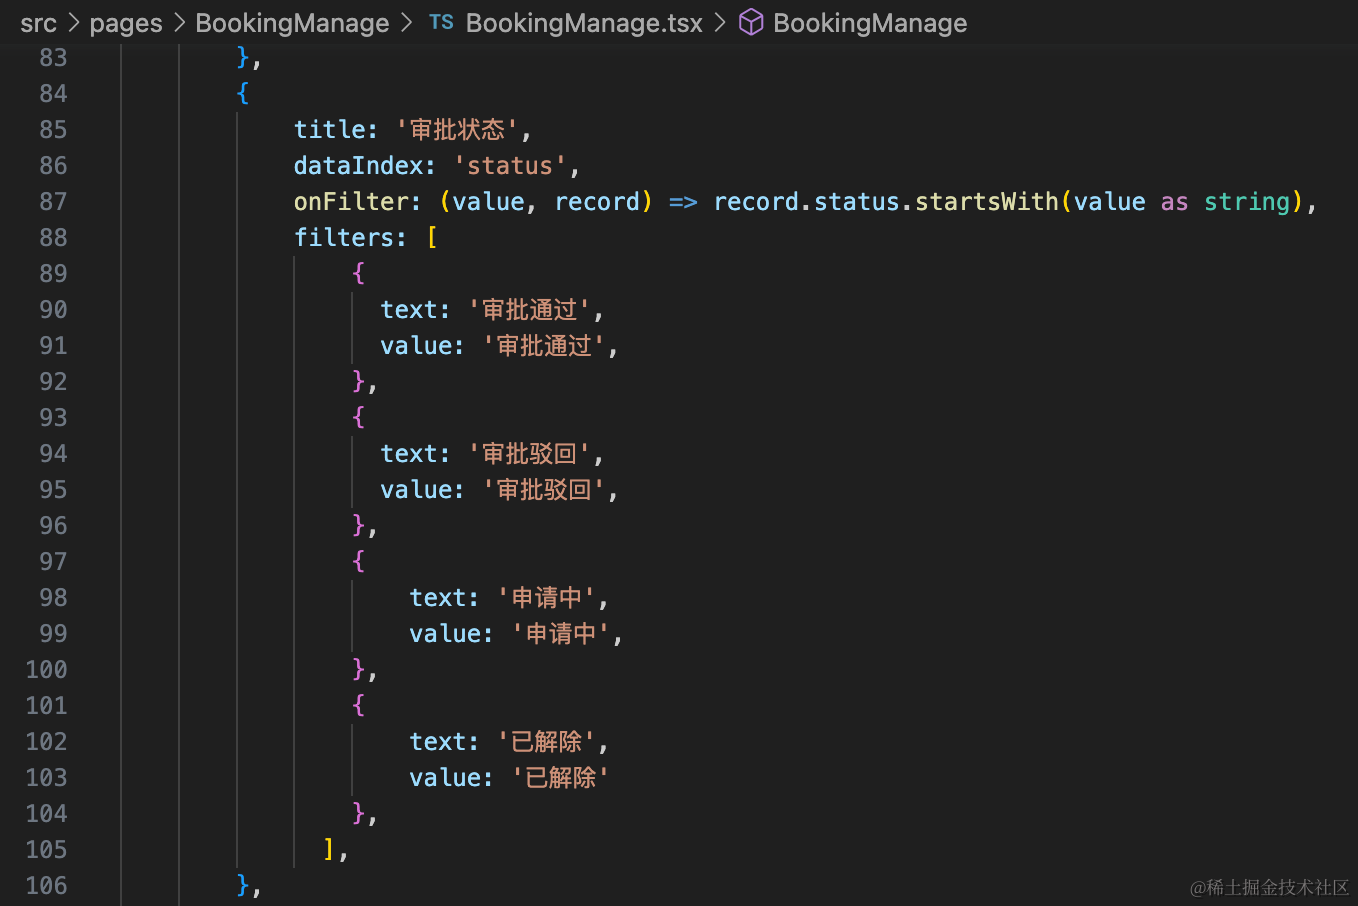 src > pages > BookingManage > TS BookingManage.tsx > BookingManage
83 },
84 {
85 title: '审批状态',
86 dataIndex: 'status',
87 onFilter: (value, record) => record.status.startsWith(value as string),
88 filters: [
89 {
90 text: '审批通过',
91 value: '审批通过',
92 },
93 {
94 text: '审批驳回',
95 value: '审批驳回',
96 },
97 {
98 text: '申请中',
99 value: '申请中',
100 },
101 {
102 text: '已解除',
103 value: '已解除'
104 },
105 ],
106 },
@稀土掘金技术社区